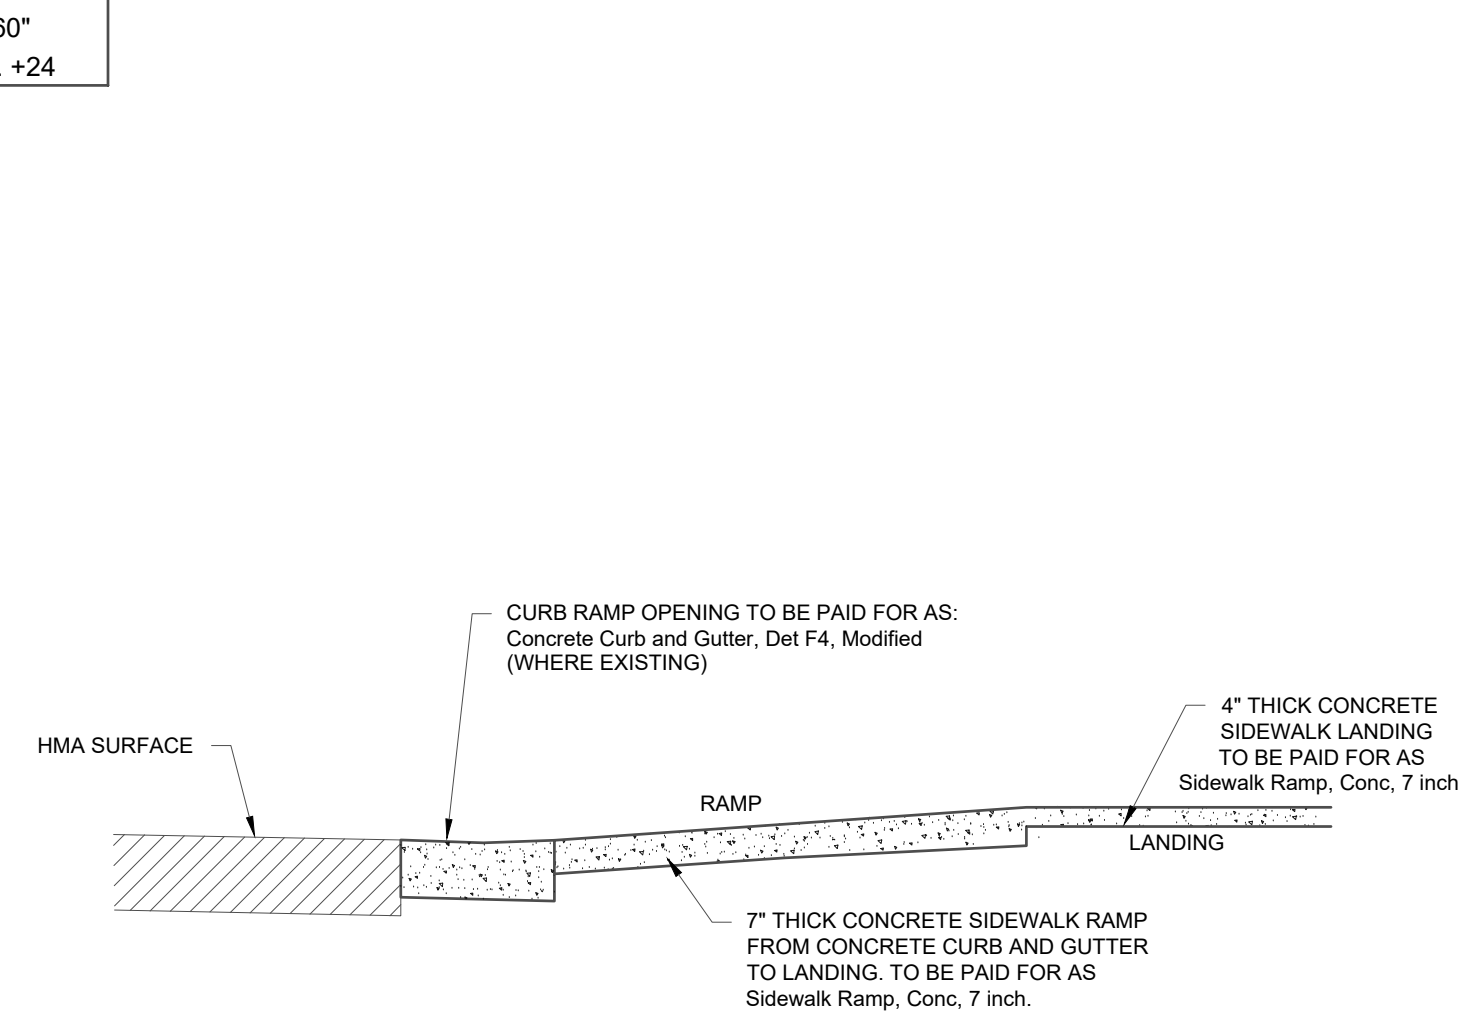 60"
. +24
CURB RAMP OPENING TO BE PAID FOR AS:
Concrete Curb and Gutter, Det F4, Modified
(WHERE EXISTING)
4" THICK CONCRETE
SIDEWALK LANDING
TO BE PAID FOR AS
Sidewalk Ramp, Conc, 7 inch
HMA SURFACE
RAMP
LANDING
7" THICK CONCRETE SIDEWALK RAMP
FROM CONCRETE CURB AND GUTTER
TO LANDING. TO BE PAID FOR AS
Sidewalk Ramp, Conc, 7 inch.